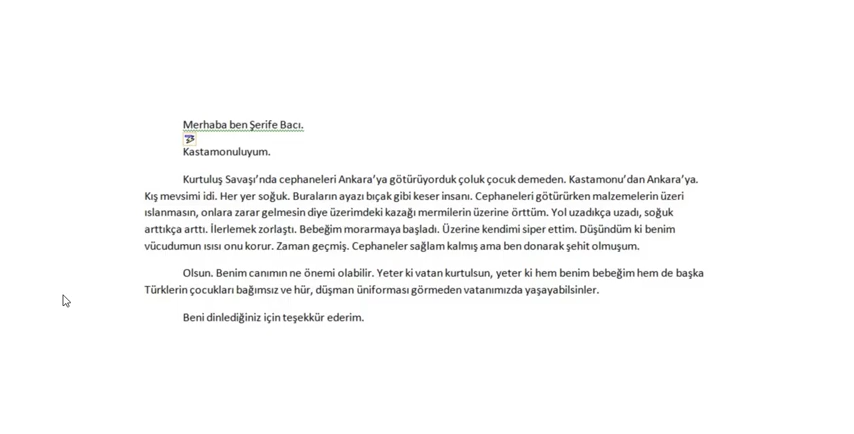 Merhaba ben Şerife Bacı.
Kastamonuluyum.
Kurtuluş Savaşı'nda cephaneleri Ankara'ya götürüyorduk çoluk çocuk demeden. Kastamonu'dan Ankara'ya.
Kış mevsimi idi. Her yer soğuk. Buraların ayazı bıçak gibi keser insanı. Cephaneleri götürürken malzemelerin üzeri
ıslanmasın, onlara zarar gelmesin diye üzerimdeki kazağı mermilerin üzerine örttüm. Yol uzadıkça uzadı, soğuk
arttıkça arttı. İlerlemek zorlaştı. Bebeğim morarmaya başladı. Üzerine kendimi siper ettim. Düşündüm ki benim
vücudumun ısısı onu korur. Zaman geçmiş. Cephaneler sağlam kalmış ama ben donarak şehit olmuşum.
Olsun. Benim canımın ne önemi olabilir. Yeter ki vatan kurtulsun, yeter ki hem benim bebeğim hem de başka
Türklerin çocukları bağımsız ve hür, düşman üniforması görmeden vatanımızda yaşayabilsinler.
Beni dinlediğiniz için teşekkür ederim.